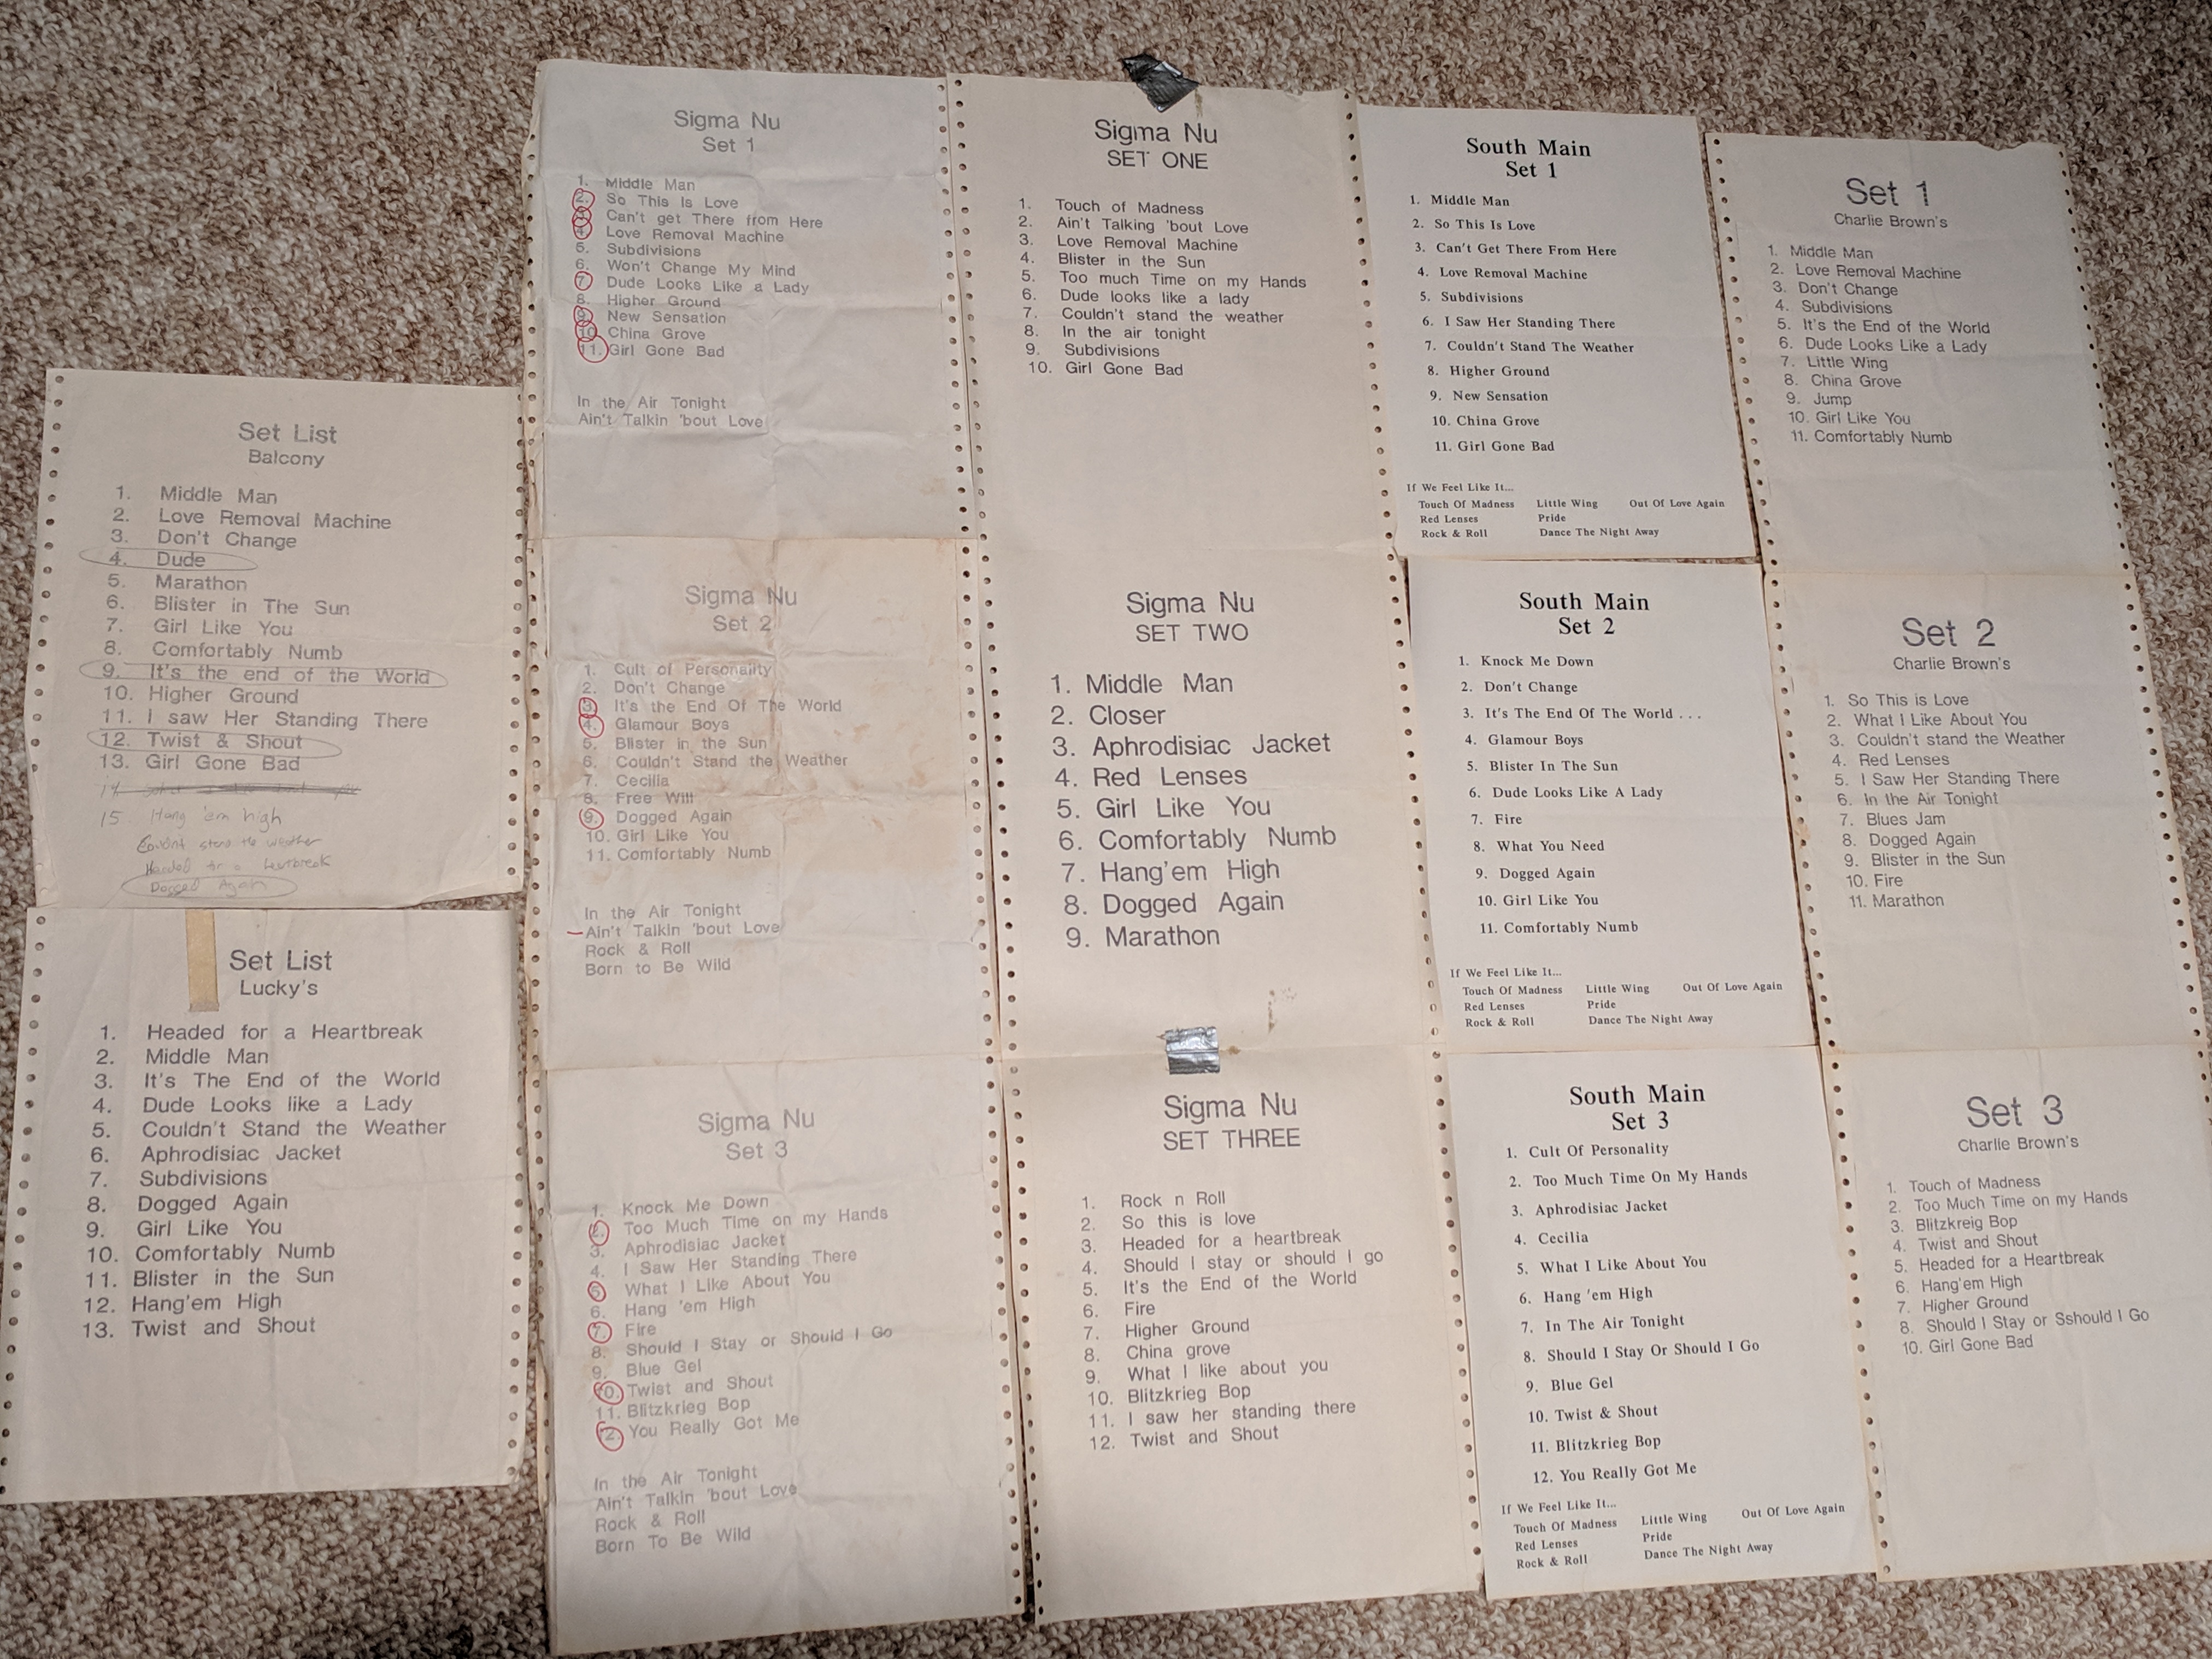 Set List
Balcony
1. Middle Man
2. Love Removal Machine
3. Don't Change
4. Dude
5. Marathon
6. Blister in The Sun
7. Girl Like You
8. Comfortably Numb
9. It's the end of the World
10. Higher Ground
11. I saw Her Standing There
12. Twist & Shout
13. Girl Gone Bad
14
15. Hang 'em high
Couldnt stand the weather
Headed for a heartbreak
Dogged Again
Set List
Lucky's
1. Headed for a Heartbreak
2. Middle Man
3. It's The End of the World
4. Dude Looks like a Lady
5. Couldn't Stand the Weather
6. Aphrodisiac Jacket
7. Subdivisions
8. Dogged Again
9. Girl Like You
10. Comfortably Numb
11. Blister in the Sun
12. Hang'em High
13. Twist and Shout
Sigma Nu
Set 1
1. Middle Man
2. So This Is Love
3. Can't get There from Here
4. Love Removal Machine
5. Subdivisions
6. Won't Change My Mind
7. Dude Looks Like a Lady
8. Higher Ground
9. New Sensation
10. China Grove
11. Girl Gone Bad
In the Air Tonight
Ain't Talkin 'bout Love
Sigma Nu
Set 2
1. Cult of Personality
2. Don't Change
3. It's the End Of The World
4. Glamour Boys
5. Blister in the Sun
6. Couldn't Stand the Weather
7. Cecilia
8. Free Will
9. Dogged Again
10. Girl Like You
11. Comfortably Numb
In the Air Tonight
Ain't Talkin 'bout Love
Rock & Roll
Born to Be Wild
Sigma Nu
Set 3
1. Knock Me Down
2. Too Much Time on my Hands
3. Aphrodisiac Jacket
4. I Saw Her Standing There
5. What I Like About You
6. Hang 'em High
7. Fire
8. Should I Stay or Should I Go
9. Blue Gel
10. Twist and Shout
11. Blitzkrieg Bop
12. You Really Got Me
In the Air Tonight
Ain't Talkin 'bout Love
Rock & Roll
Born To Be Wild
Sigma Nu
SET ONE
1. Touch of Madness
2. Ain't Talking 'bout Love
3. Love Removal Machine
4. Blister in the Sun
5. Too much Time on my Hands
6. Dude looks like a lady
7. Couldn't stand the weather
8. In the air tonight
9. Subdivisions
10. Girl Gone Bad
Sigma Nu
SET TWO
1. Middle Man
2. Closer
3. Aphrodisiac Jacket
4. Red Lenses
5. Girl Like You
6. Comfortably Numb
7. Hang'em High
8. Dogged Again
9. Marathon
Sigma Nu
SET THREE
1. Rock n Roll
2. So this is love
3. Headed for a heartbreak
4. Should I stay or should I go
5. It's the End of the World
6. Fire
7. Higher Ground
8. China grove
9. What I like about you
10. Blitzkrieg Bop
11. I saw her standing there
12. Twist and Shout
South Main
Set 1
1. Middle Man
2. So This Is Love
3. Can't Get There From Here
4. Love Removal Machine
5. Subdivisions
6. I Saw Her Standing There
7. Couldn't Stand The Weather
8. Higher Ground
9. New Sensation
10. China Grove
11. Girl Gone Bad
If We Feel Like It...
Touch Of Madness Little Wing Out Of Love Again
Red Lenses Pride
Rock & Roll Dance The Night Away
South Main
Set 2
1. Knock Me Down
2. Don't Change
3. It's The End Of The World . . .
4. Glamour Boys
5. Blister In The Sun
6. Dude Looks Like A Lady
7. Fire
8. What You Need
9. Dogged Again
10. Girl Like You
11. Comfortably Numb
If We Feel Like It...
Touch Of Madness Little Wing Out Of Love Again
Red Lenses Pride
Rock & Roll Dance The Night Away
South Main
Set 3
1. Cult Of Personality
2. Too Much Time On My Hands
3. Aphrodisiac Jacket
4. Cecilia
5. What I Like About You
6. Hang 'em High
7. In The Air Tonight
8. Should I Stay Or Should I Go
9. Blue Gel
10. Twist & Shout
11. Blitzkrieg Bop
12. You Really Got Me
If We Feel Like It...
Touch Of Madness Little Wing Out Of Love Again
Red Lenses Pride
Rock & Roll Dance The Night Away
Set 1
Charlie Brown's
1. Middle Man
2. Love Removal Machine
3. Don't Change
4. Subdivisions
5. It's the End of the World
6. Dude Looks Like a Lady
7. Little Wing
8. China Grove
9. Jump
10. Girl Like You
11. Comfortably Numb
Set 2
Charlie Brown's
1. So This is Love
2. What I Like About You
3. Couldn't stand the Weather
4. Red Lenses
5. I Saw Her Standing There
6. In the Air Tonight
7. Blues Jam
8. Dogged Again
9. Blister in the Sun
10. Fire
11. Marathon
Set 3
Charlie Brown's
1. Touch of Madness
2. Too Much Time on my Hands
3. Blitzkreig Bop
4. Twist and Shout
5. Headed for a Heartbreak
6. Hang'em High
7. Higher Ground
8. Should I Stay or Sshould I Go
10. Girl Gone Bad